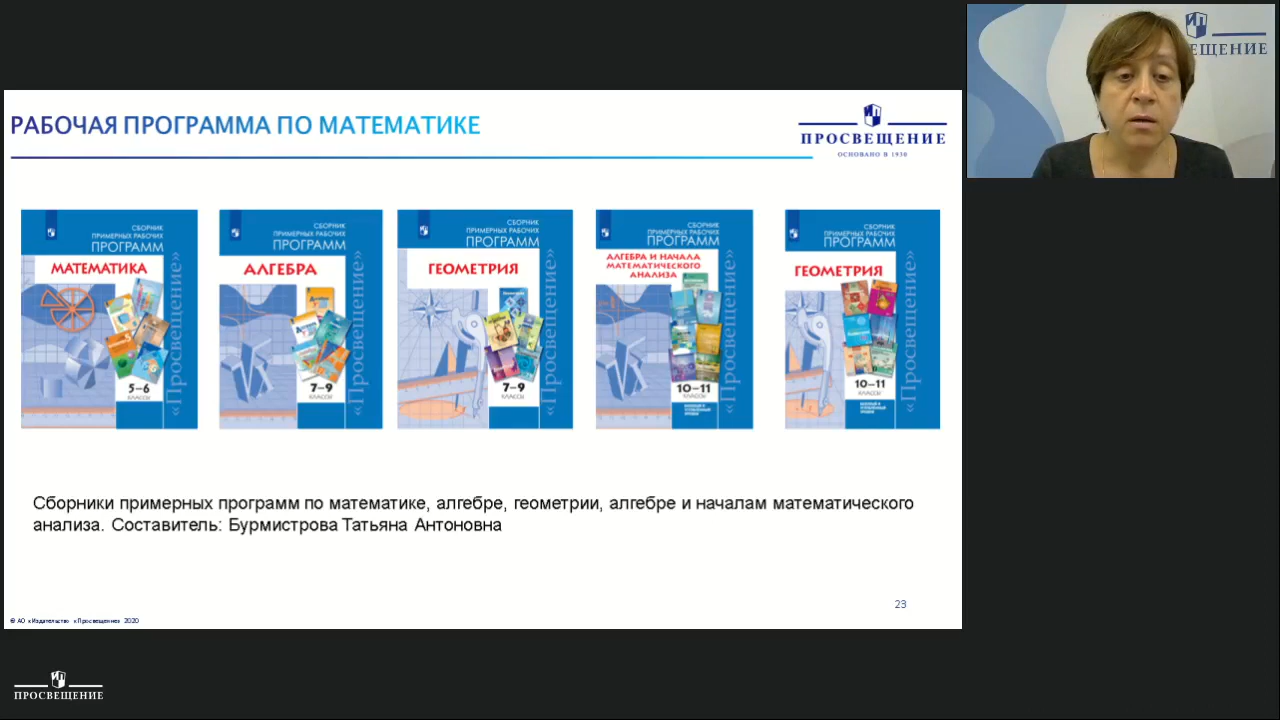 РАБОЧАЯ ПРОГРАММА ПО МАТЕМАТИКЕ
ПРОСВЕЩЕНИЕ
ОСНОВАНО В 1930
СБОРНИК
ПРИМЕРНЫХ РАБОЧИХ
ПРОГРАММ
МАТЕМАТИКА
«Просвещение»
5–6
КЛАССЫ
СБОРНИК
ПРИМЕРНЫХ РАБОЧИХ
ПРОГРАММ
АЛГЕБРА
«Просвещение»
7–9
КЛАССЫ
СБОРНИК
ПРИМЕРНЫХ РАБОЧИХ
ПРОГРАММ
ГЕОМЕТРИЯ
«Просвещение»
7–9
КЛАССЫ
СБОРНИК
ПРИМЕРНЫХ РАБОЧИХ
ПРОГРАММ
АЛГЕБРА И НАЧАЛА
МАТЕМАТИЧЕСКОГО
АНАЛИЗА
«Просвещение»
10–11
КЛАССЫ
СБОРНИК
ПРИМЕРНЫХ РАБОЧИХ
ПРОГРАММ
ГЕОМЕТРИЯ
«Просвещение»
10–11
КЛАССЫ
Сборники примерных программ по математике, алгебре, геометрии, алгебре и началам математического
анализа. Составитель: Бурмистрова Татьяна Антоновна
23
© АО «Издательство «Просвещение» 2020
ПРОСВЕЩЕНИЕ
ЕЩЕНИЕ